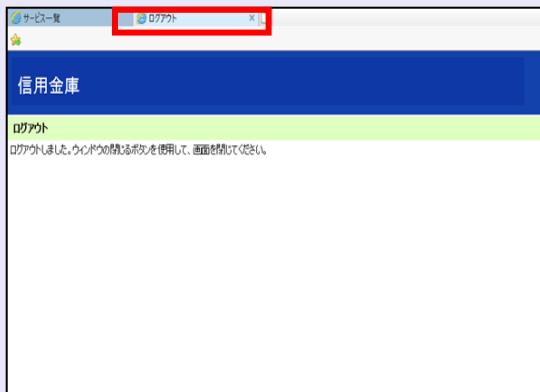 サービス一覧
ログアウト
信用金庫
ログアウト
ログアウトしました。ウィンドウの閉じるボタンを使用して、画面を閉じてください。